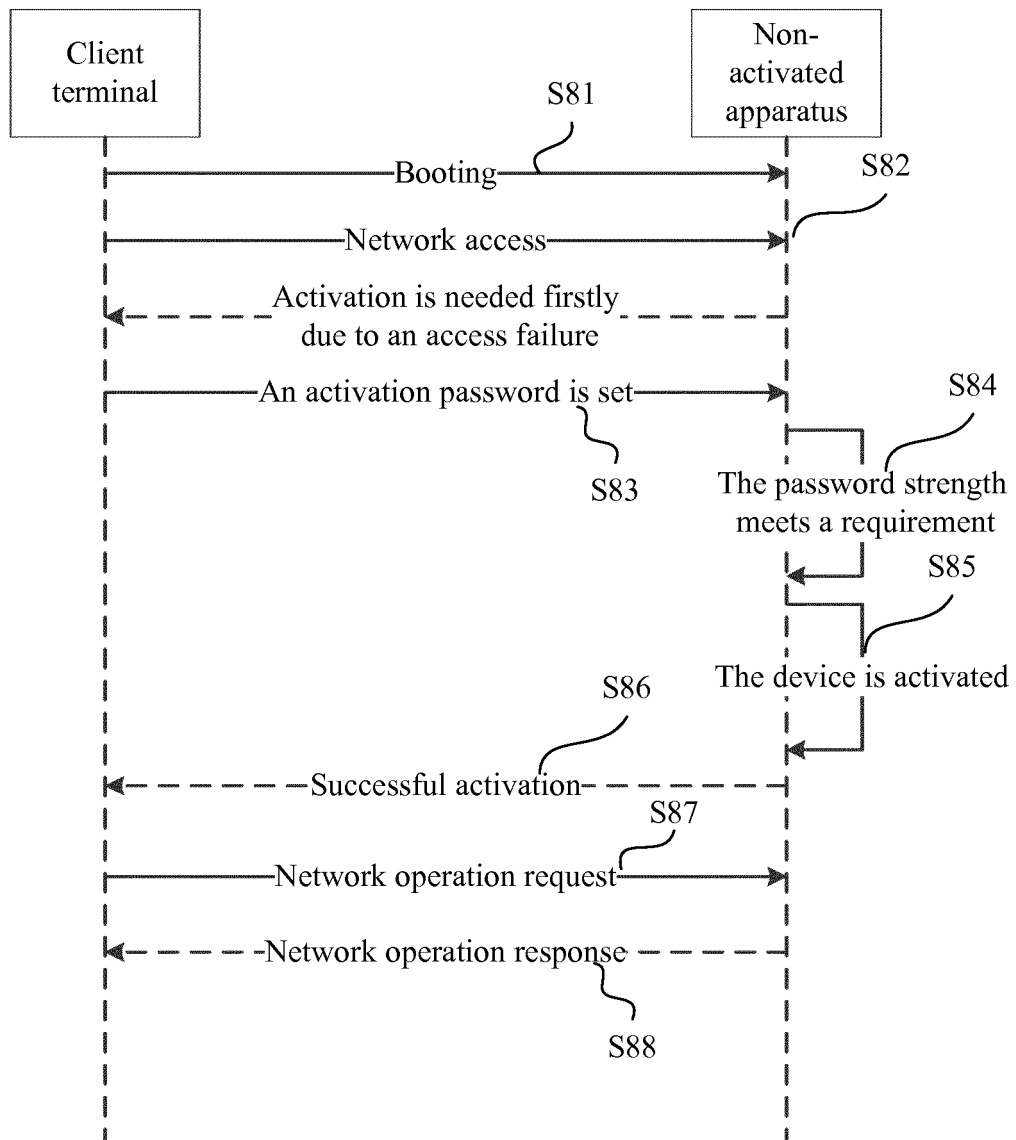 Client
terminal
Non-
activated
apparatus
S81
Booting
S82
Network access
Activation is needed firstly
due to an access failure
An activation password is set
S83
S84
The password strength
meets a requirement
S85
The device is activated
S86
Successful activation
S87
Network operation request
Network operation response
S88